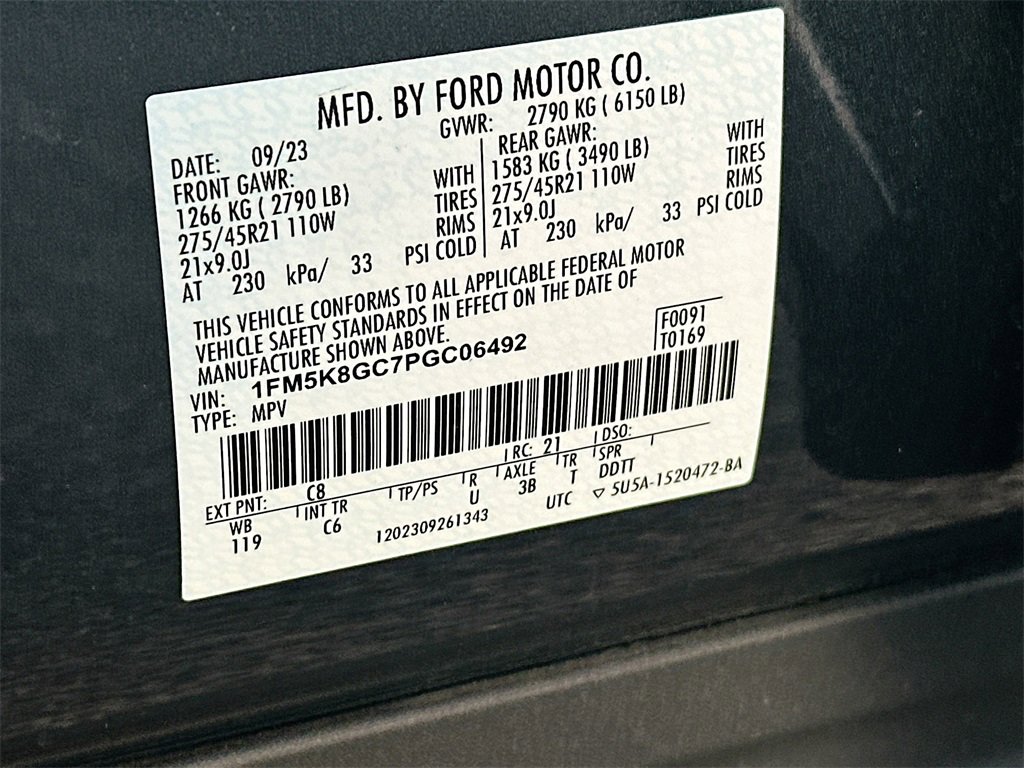 MFD. BY FORD MOTOR CO.
DATE: 09/23 GVWR: 2790 KG ( 6150 LB)
FRONT GAWR: REAR GAWR:
1266 KG ( 2790 LB) WITH 1583 KG ( 3490 LB) WITH
275/45R21 110W TIRES 275/45R21 110W TIRES
21x9.0J RIMS 21x9.0J RIMS
AT 230 kPa/ 33 PSI COLD AT 230 kPa/ 33 PSI COLD
THIS VEHICLE CONFORMS TO ALL APPLICABLE FEDERAL MOTOR
VEHICLE SAFETY STANDARDS IN EFFECT ON THE DATE OF
MANUFACTURE SHOWN ABOVE.
VIN: 1FM5K8GC7PGC06492 F0091
TYPE: MPV T0169
EXT PNT: C8 RC: 21 DSO:
WB INT TR TP/PS R AXLE TR SPR
119 C6 U 3B T DDTT
1202309261343 UTC ▽ 5U5A-1520472-BA